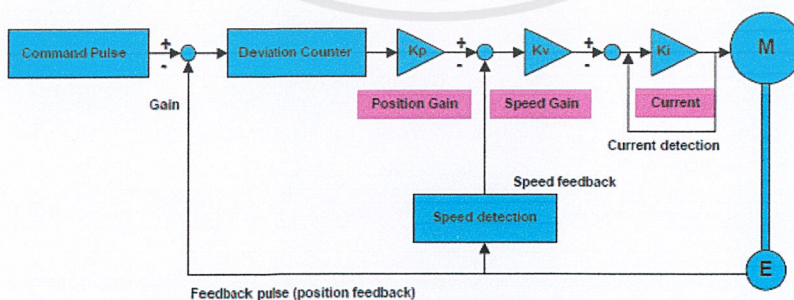 Command Pulse
+
-
Deviation Counter
Kp
+
-
Kv
+
-
Ki
M
Gain
Position Gain
Speed Gain
Current
Current detection
Speed feedback
Speed detection
E
Feedback pulse (position feedback)